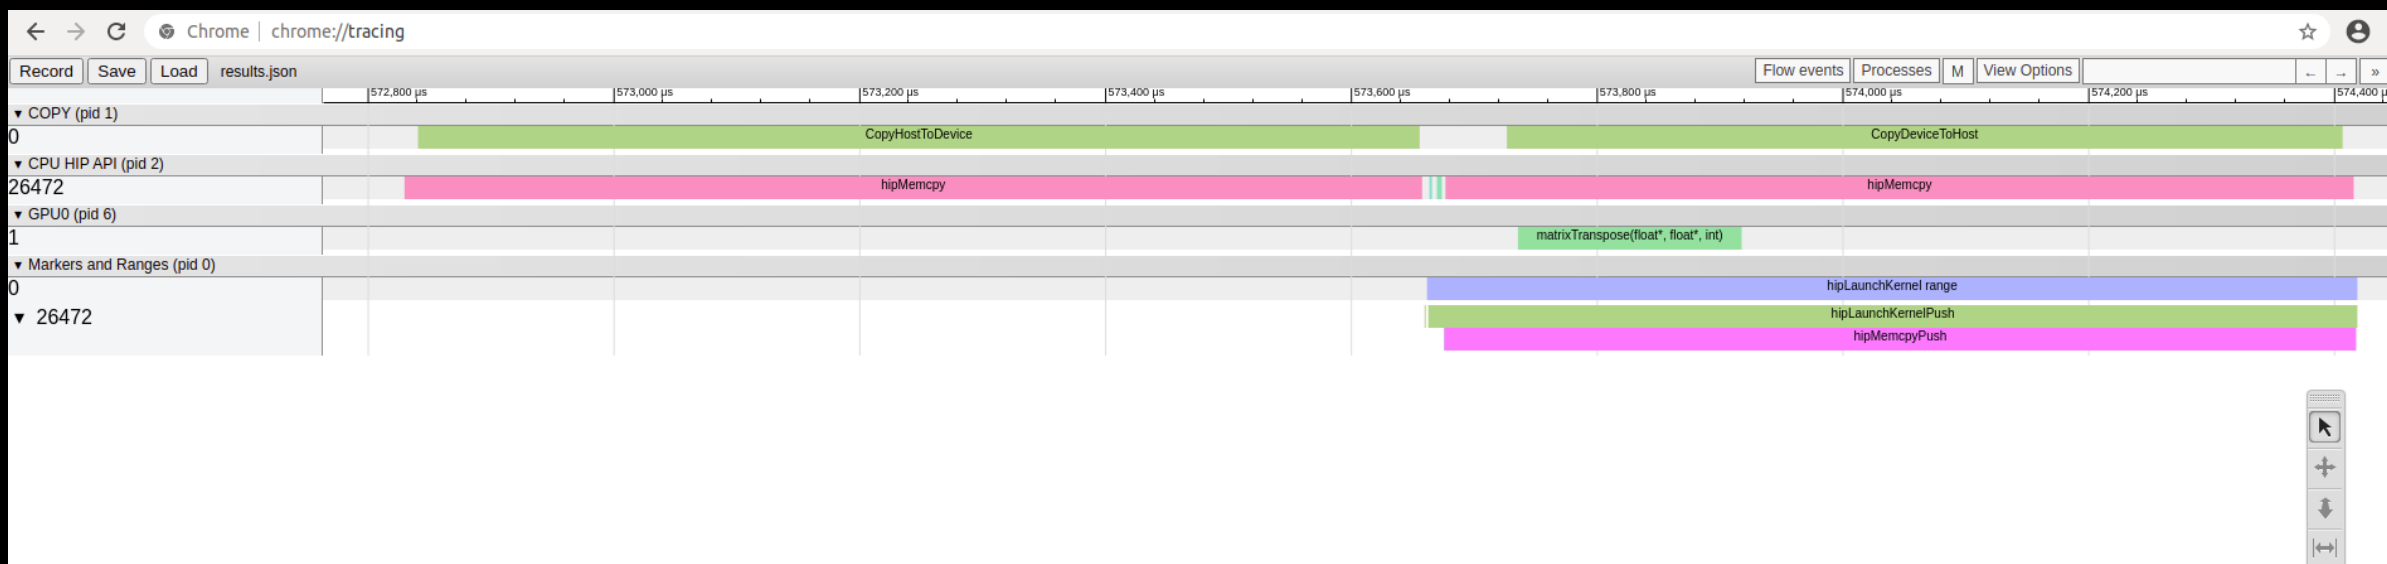 Chrome | chrome://tracing
Record Save Load results.json Flow events Processes M View Options ← → »
572,800 µs 573,000 µs 573,200 µs 573,400 µs 573,600 µs 573,800 µs 574,000 µs 574,200 µs 574,400 µ
▼ COPY (pid 1)
0 CopyHostToDevice CopyDeviceToHost
▼ CPU HIP API (pid 2)
26472 hipMemcpy hipMemcpy
▼ GPU0 (pid 6)
1 matrixTranspose(float*, float*, int)
▼ Markers and Ranges (pid 0)
0 hipLaunchKernel range
▼ 26472 hipLaunchKernelPush
hipMemcpyPush